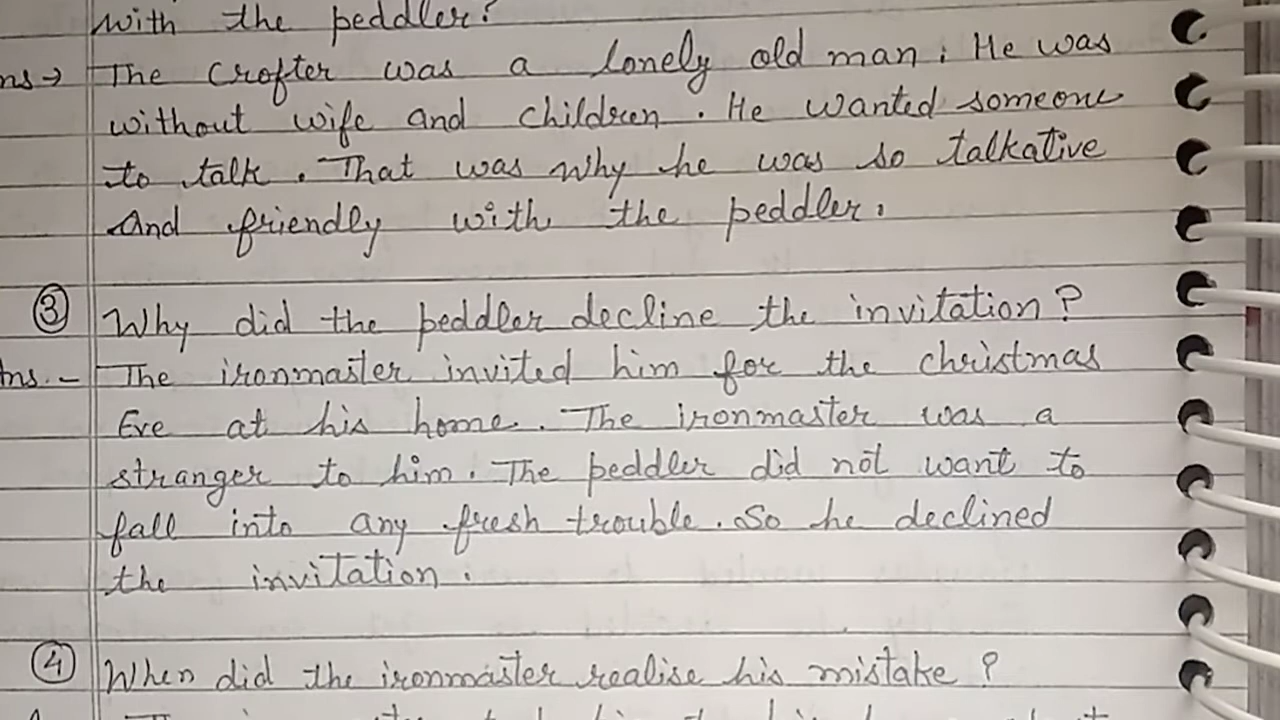 with the peddler?
ns → The Crofter was a lonely old man. He was
without wife and children. He wanted someone
to talk. That was why he was so talkative
And friendly with the peddler.
③ Why did the peddler decline the invitation?
Ans. - The ironmaster invited him for the christmas
Eve at his home. The ironmaster was a
stranger to him. The peddler did not want to
fall into any fresh trouble. So he declined
the invitation.
④ When did the ironmaster realise his mistake?